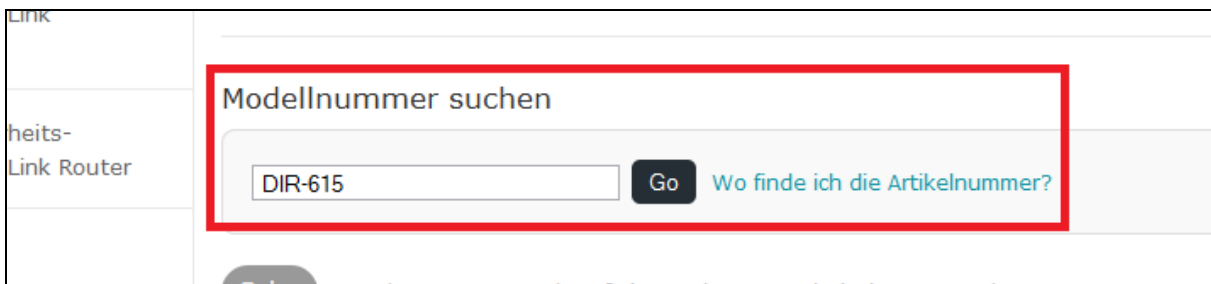 Link
Modellnummer suchen
heits-
Link Router
DIR-615
Go
Wo finde ich die Artikelnummer?